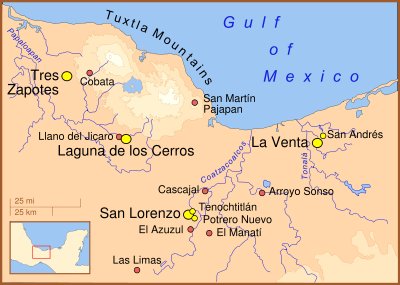 Gulf
of
Mexico
Tuxtla Mountains
Papaloapan
Tres
Zapotes
Cobata
San Martín
Pajapan
Llano del Jicaro
Laguna de los Cerros
La Venta
San Andrés
Tonalá
Coatzacoalcos
Cascajal
Arroyo Sonso
Tenochtitlán
San Lorenzo
Potrero Nuevo
El Azuzul
El Manatí
Las Limas
25 mi
25 km